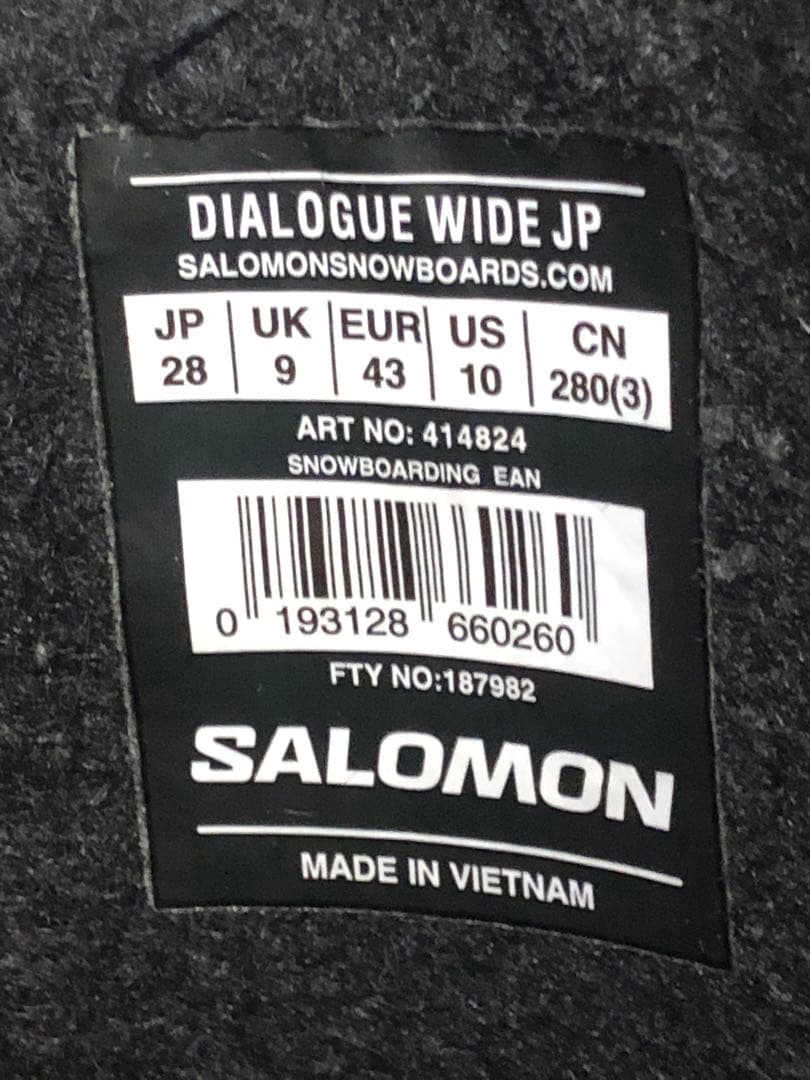 DIALOGUE WIDE JP
SALOMONSNOWBOARDS.COM
JP UK EUR US CN
28 9 43 10 280(3)
ART NO: 414824
SNOWBOARDING EAN
0 193128 660260
FTY NO:187982
SALOMON
MADE IN VIETNAM